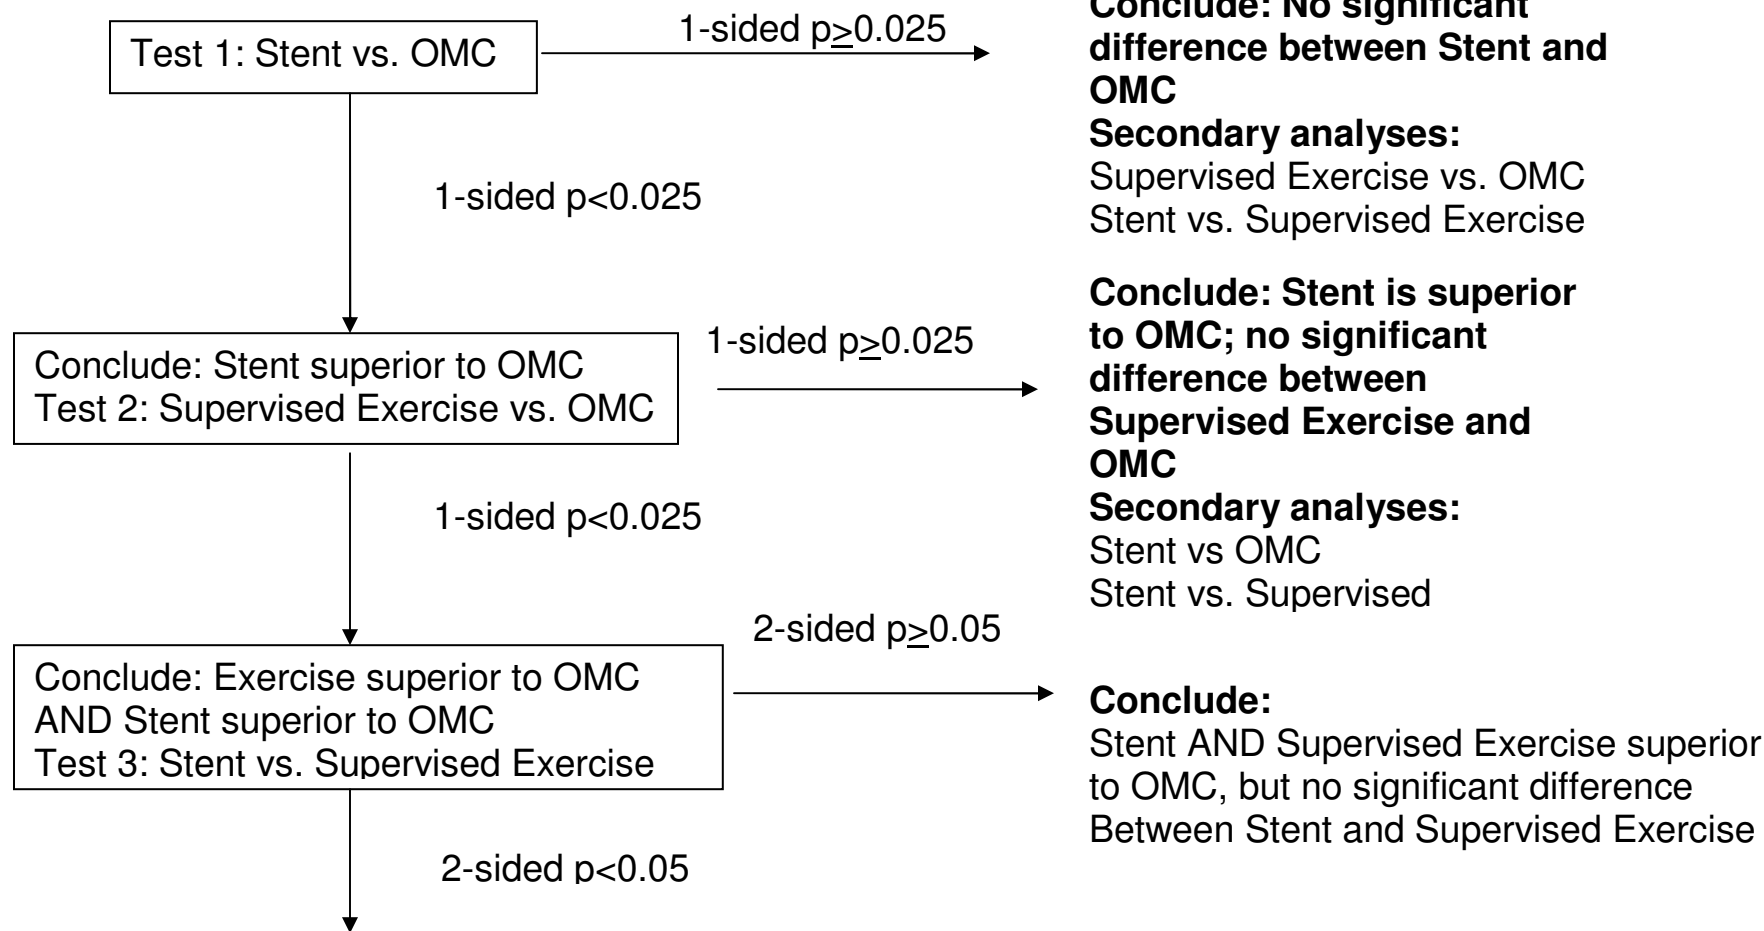 Test 1: Stent vs. OMC
1-sided p≥0.025
Conclude: No significant
difference between Stent and
OMC
Secondary analyses:
Supervised Exercise vs. OMC
Stent vs. Supervised Exercise
1-sided p<0.025
Conclude: Stent superior to OMC
Test 2: Supervised Exercise vs. OMC
1-sided p≥0.025
Conclude: Stent is superior
to OMC; no significant
difference between
Supervised Exercise and
OMC
Secondary analyses:
Stent vs OMC
Stent vs. Supervised
1-sided p<0.025
Conclude: Exercise superior to OMC
AND Stent superior to OMC
Test 3: Stent vs. Supervised Exercise
2-sided p≥0.05
Conclude:
Stent AND Supervised Exercise superior
to OMC, but no significant difference
Between Stent and Supervised Exercise
2-sided p<0.05